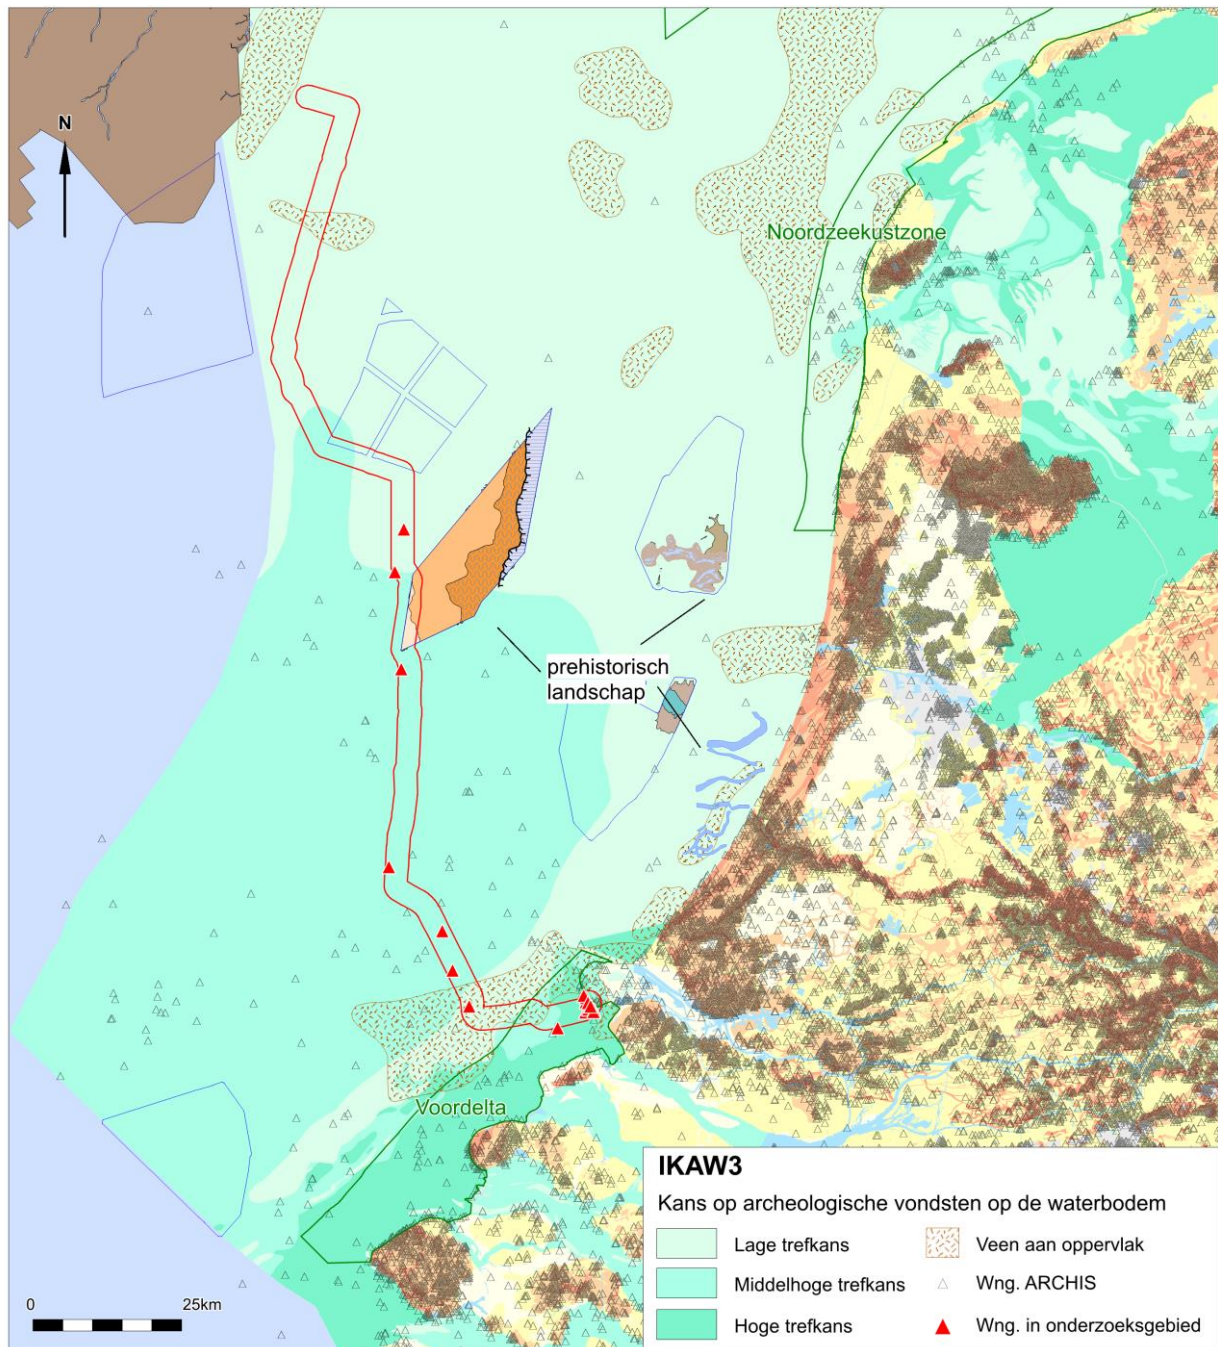 N
Noordzeekustzone
prehistorisch
landschap
Voordelta
IKAW3
Kans op archeologische vondsten op de waterbodem
Lage trefkans
Veen aan oppervlak
Middelhoge trefkans
Wng. ARCHIS
Hoge trefkans
Wng. in onderzoeksgebied
0 25km